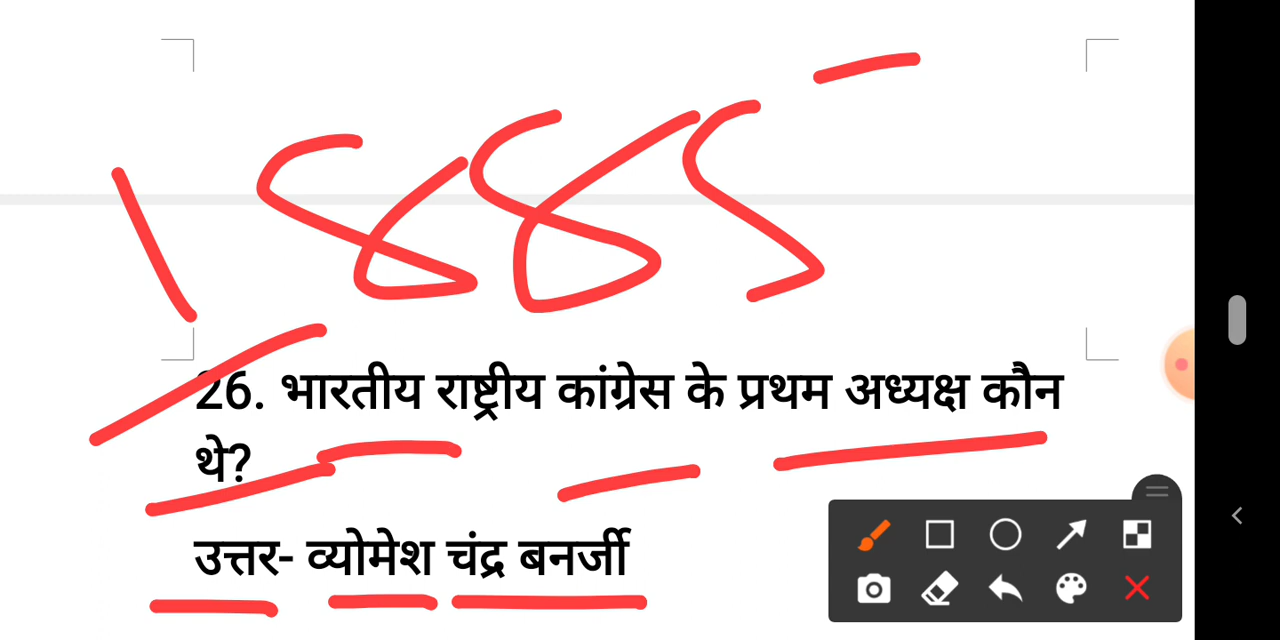 1885
26. भारतीय राष्ट्रीय कांग्रेस के प्रथम अध्यक्ष कौन
थे?
उत्तर- व्योमेश चंद्र बनर्जी